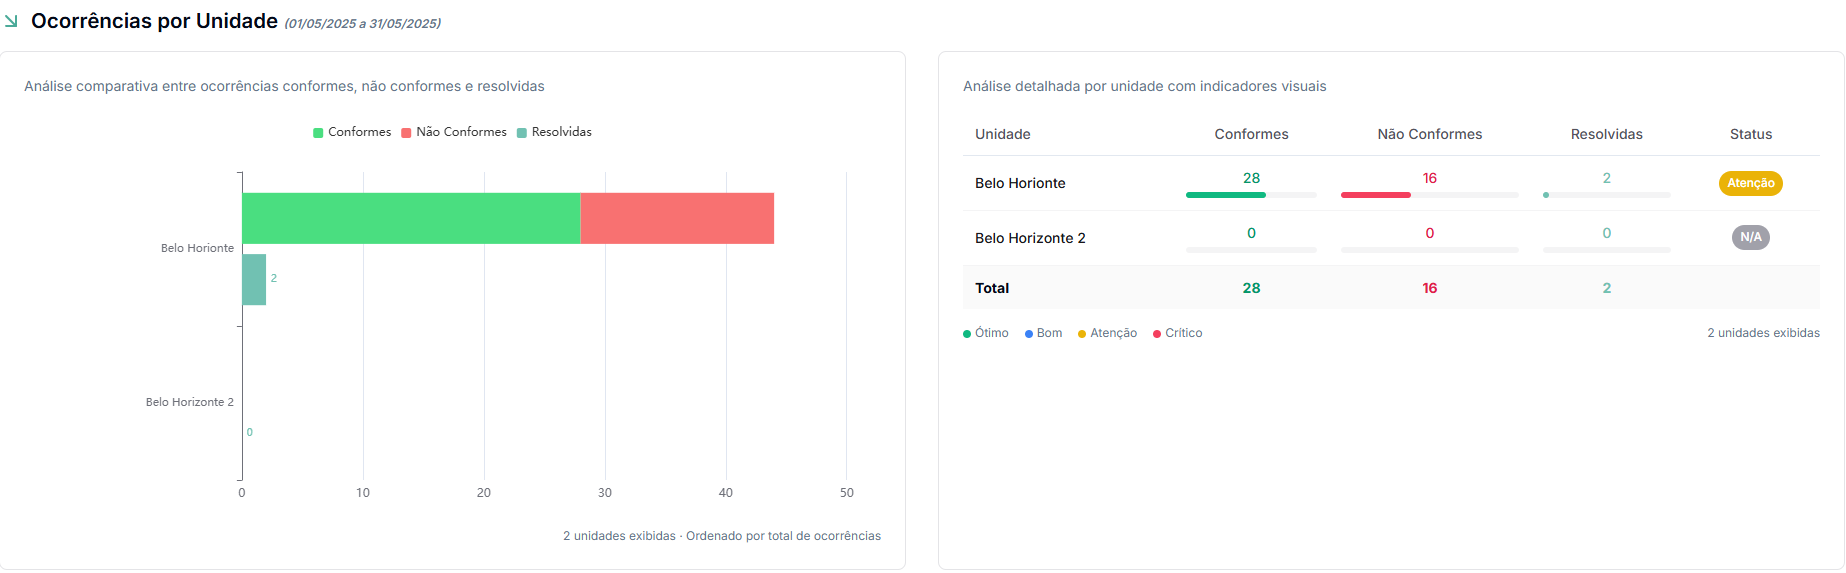 Ocorrências por Unidade (01/05/2025 a 31/05/2025)
Análise comparativa entre ocorrências conformes, não conformes e resolvidas
Conformes Não Conformes Resolvidas
Belo Horionte
2
Belo Horizonte 2
0
0 10 20 30 40 50
2 unidades exibidas · Ordenado por total de ocorrências
Análise detalhada por unidade com indicadores visuais
Unidade Conformes Não Conformes Resolvidas Status
Belo Horionte 28 16 2 Atenção
Belo Horizonte 2 0 0 0 N/A
Total 28 16 2
Ótimo Bom Atenção Crítico 2 unidades exibidas